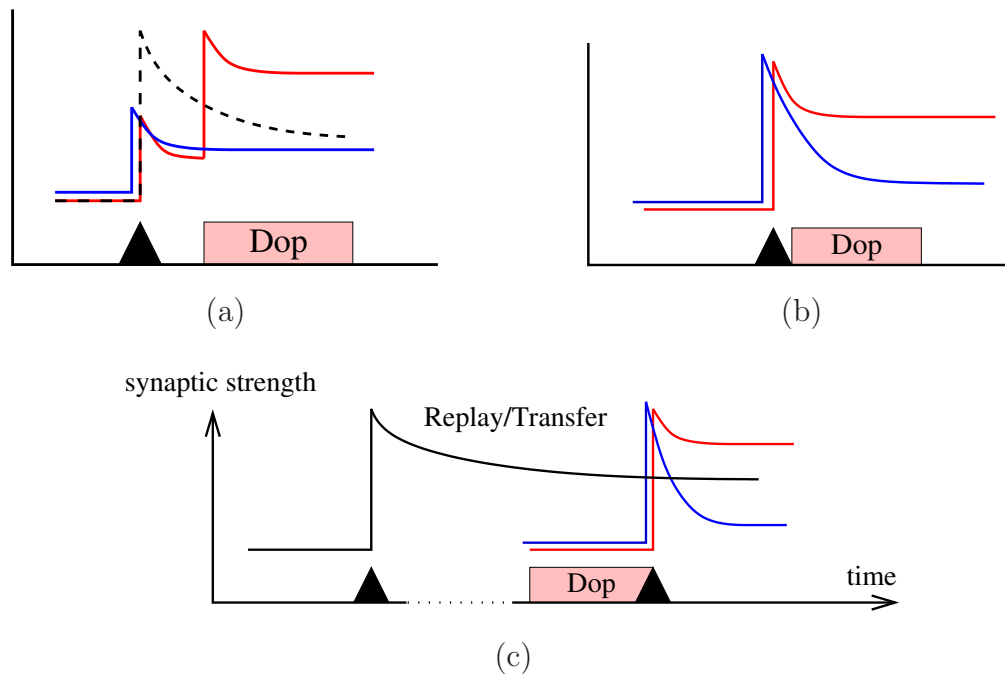 Dop
(a)
Dop
(b)
synaptic strength
Replay/Transfer
Dop
time
(c)